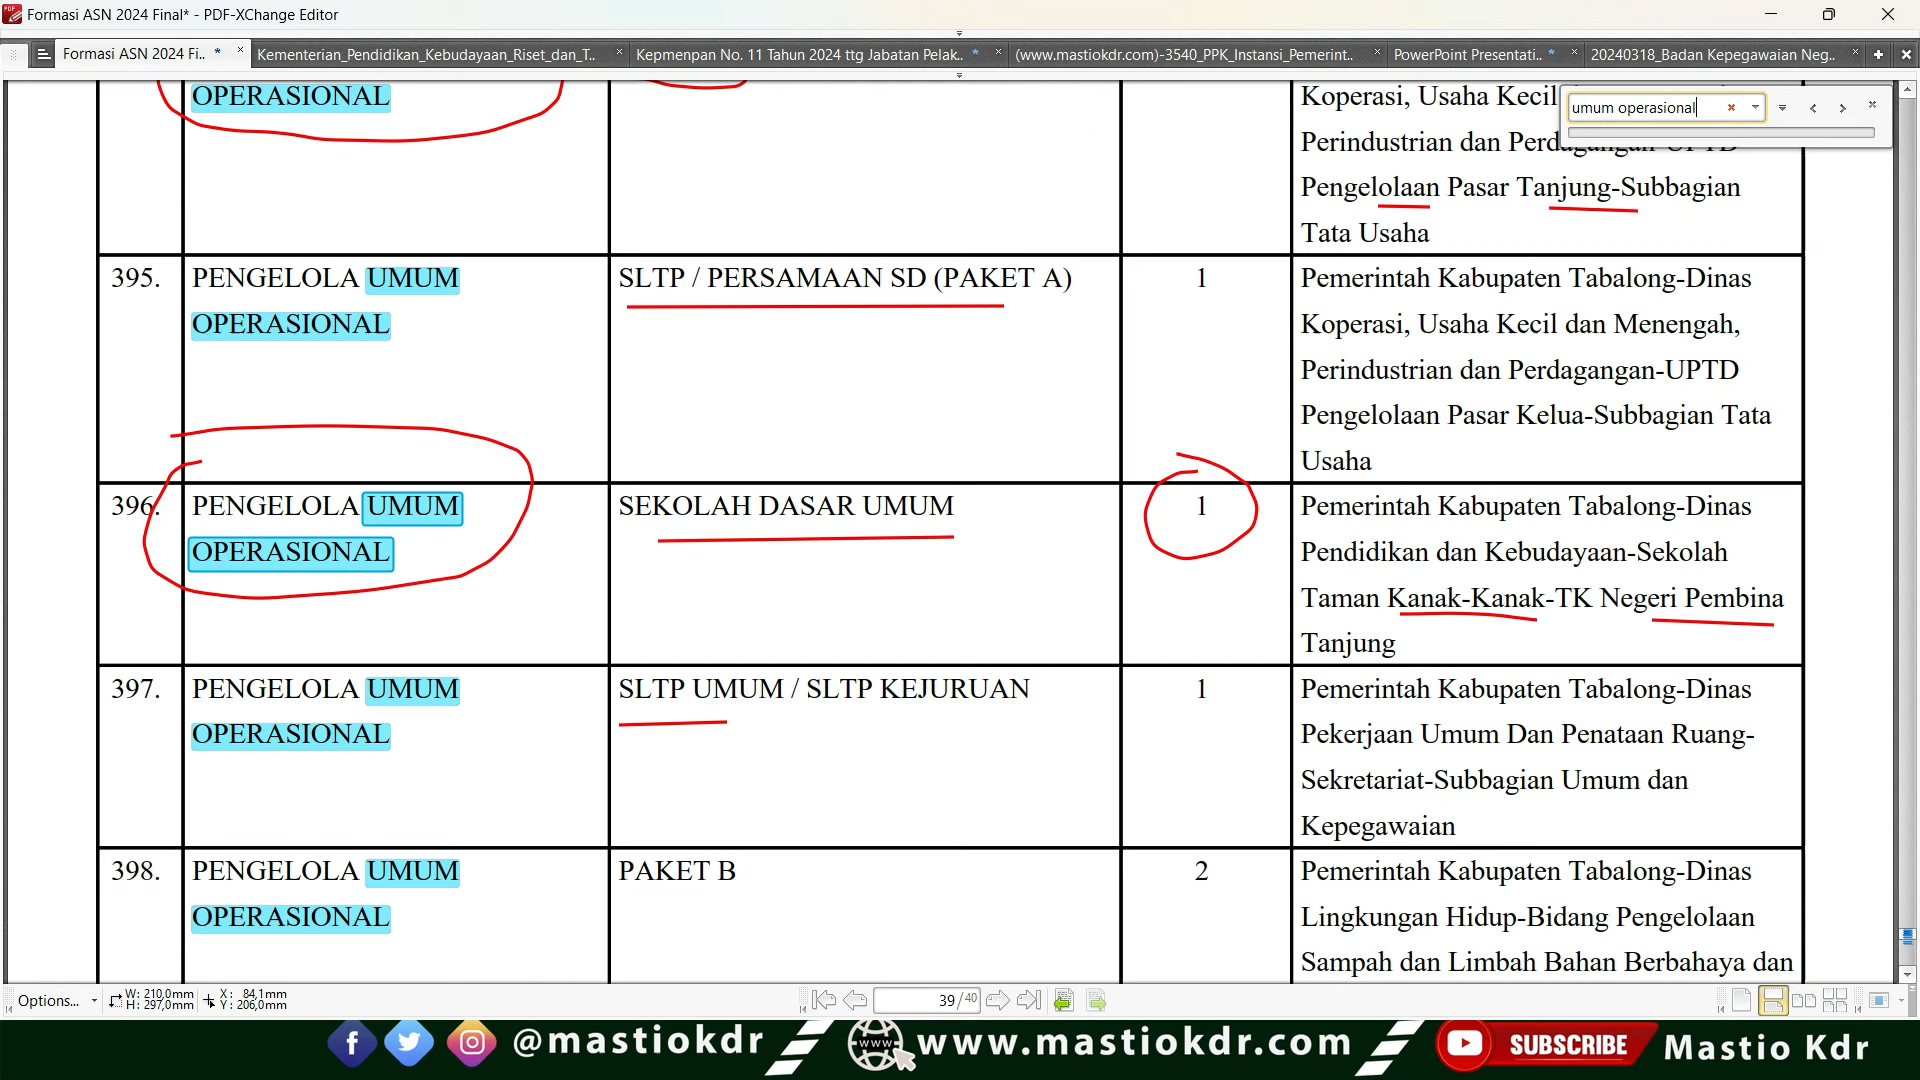 Formasi ASN 2024 Final* - PDF-XChange Editor
Formasi ASN 2024 Fi.. *
Kementerian_Pendidikan_Kebudayaan_Riset_dan_T..
Kepmenpan No. 11 Tahun 2024 ttg Jabatan Pelak.. *
(www.mastiokdr.com)-3540_PPK_Instansi_Pemerint..
PowerPoint Presentati.. *
20240318_Badan Kepegawaian Neg..
umum operasional
OPERASIONAL
Koperasi, Usaha Kecil
Perindustrian dan Perdagangan-UPTD
Pengelolaan Pasar Tanjung-Subbagian
Tata Usaha
395.
PENGELOLA UMUM
OPERASIONAL
SLTP / PERSAMAAN SD (PAKET A)
1
Pemerintah Kabupaten Tabalong-Dinas
Koperasi, Usaha Kecil dan Menengah,
Perindustrian dan Perdagangan-UPTD
Pengelolaan Pasar Kelua-Subbagian Tata
Usaha
396.
PENGELOLA UMUM
OPERASIONAL
SEKOLAH DASAR UMUM
1
Pemerintah Kabupaten Tabalong-Dinas
Pendidikan dan Kebudayaan-Sekolah
Taman Kanak-Kanak-TK Negeri Pembina
Tanjung
397.
PENGELOLA UMUM
OPERASIONAL
SLTP UMUM / SLTP KEJURUAN
1
Pemerintah Kabupaten Tabalong-Dinas
Pekerjaan Umum Dan Penataan Ruang-
Sekretariat-Subbagian Umum dan
Kepegawaian
398.
PENGELOLA UMUM
OPERASIONAL
PAKET B
2
Pemerintah Kabupaten Tabalong-Dinas
Lingkungan Hidup-Bidang Pengelolaan
Sampah dan Limbah Bahan Berbahaya dan
Options...
W: 210,0mm
H: 297,0mm
X: 84,1mm
Y: 206,0mm
39 / 40
@mastiokdr
www
www.mastiokdr.com
SUBSCRIBE
Mastio Kdr